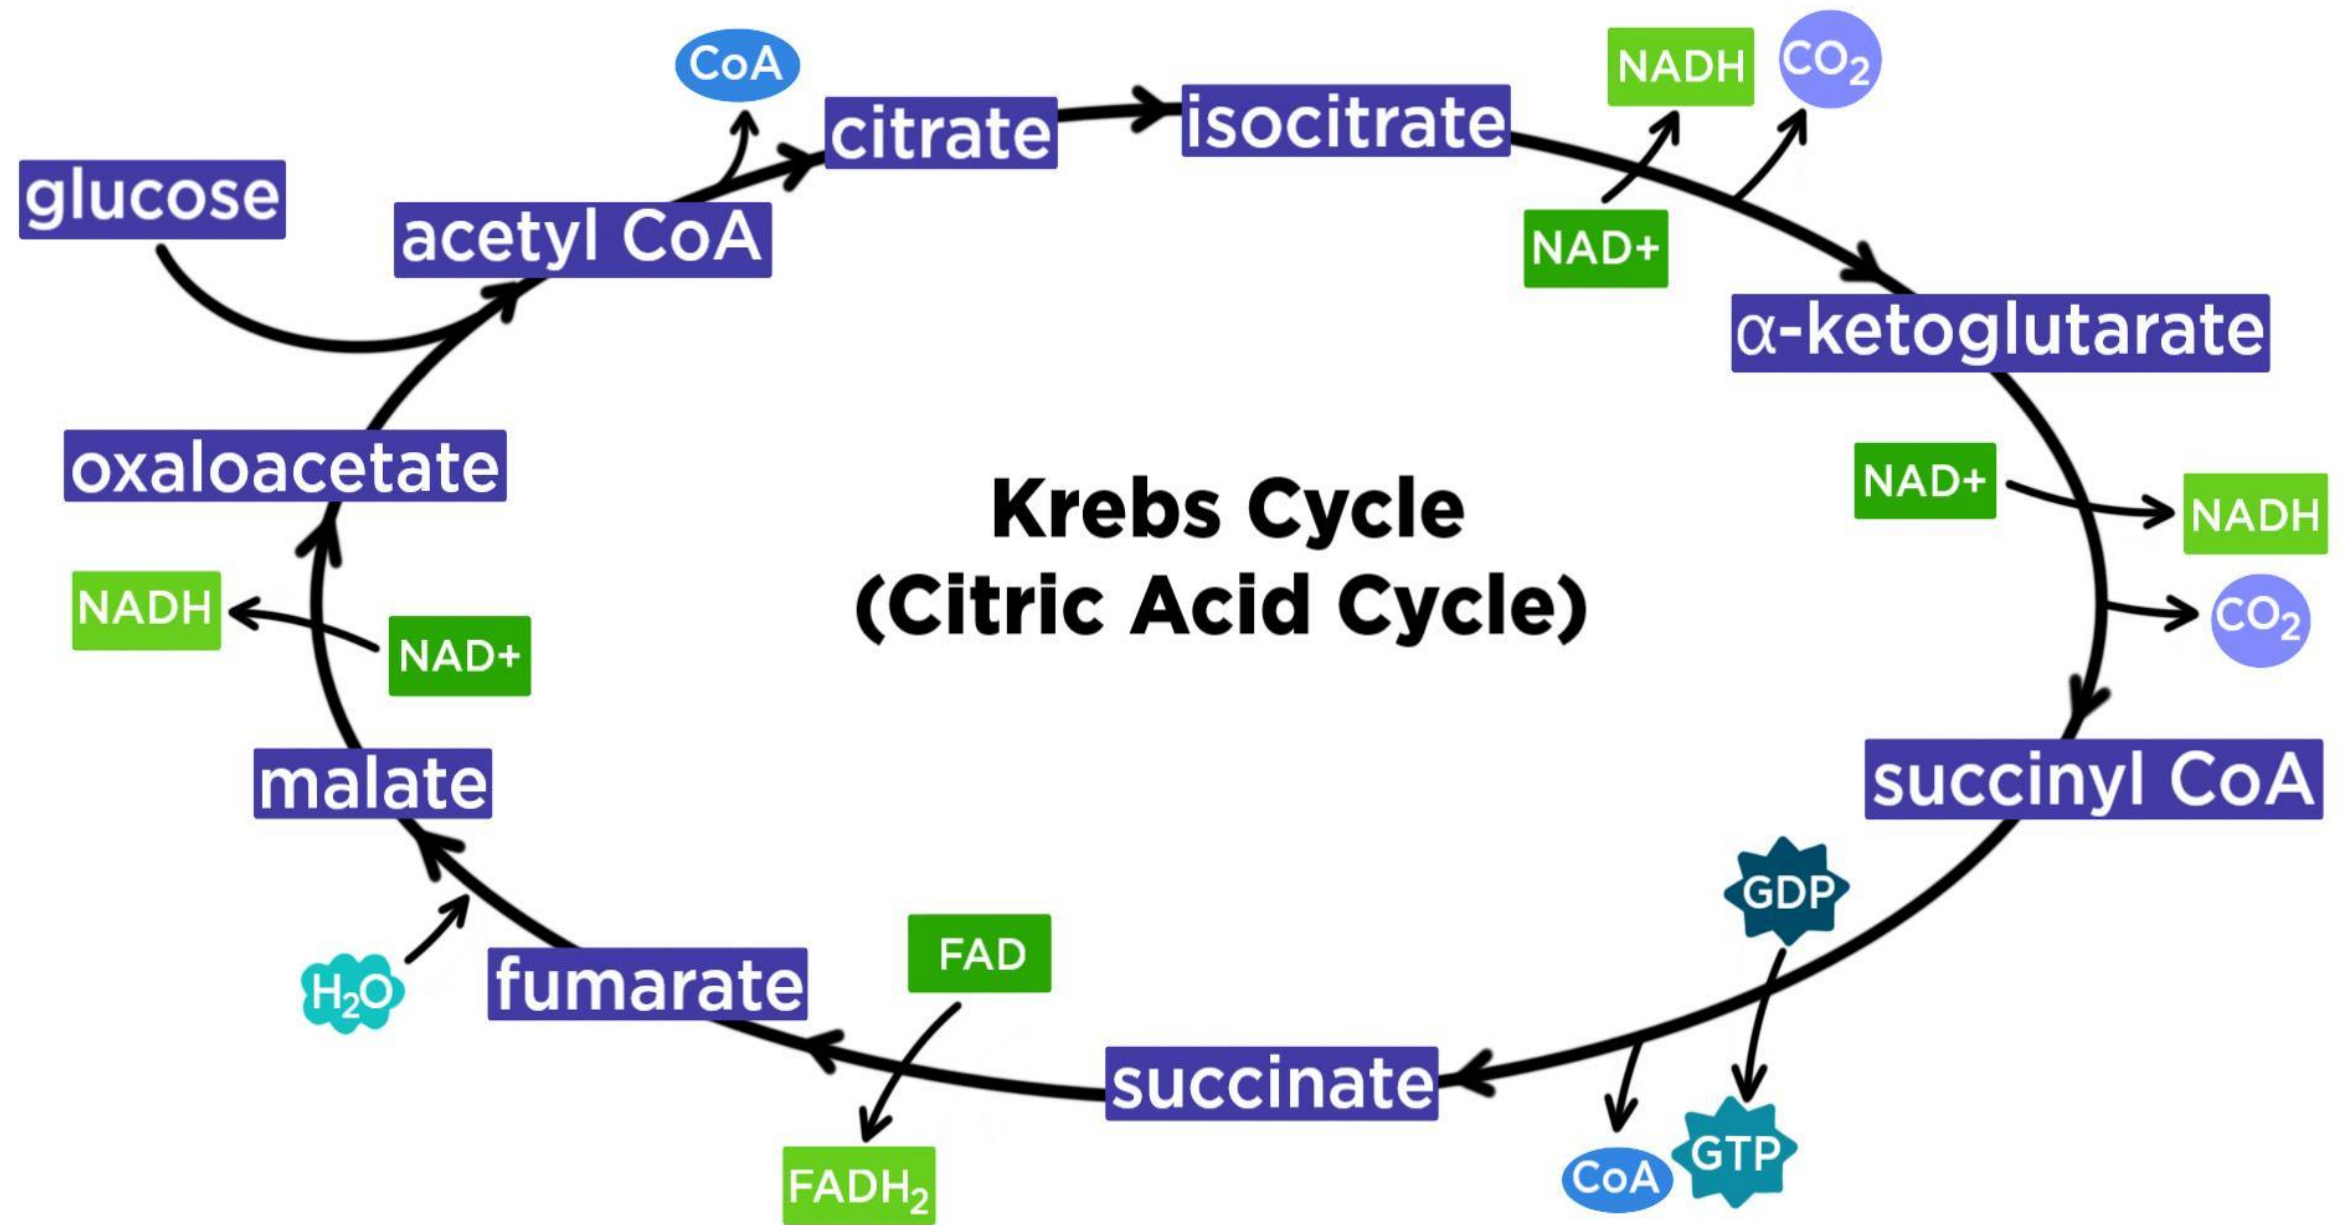 CoA
NADH
CO₂
citrate
isocitrate
glucose
acetyl CoA
NAD+
α-ketoglutarate
oxaloacetate
NAD+
NADH
Krebs Cycle
(Citric Acid Cycle)
NADH
NAD+
CO₂
malate
succinyl CoA
GDP
H₂O
fumarate
FAD
succinate
FADH₂
CoA
GTP